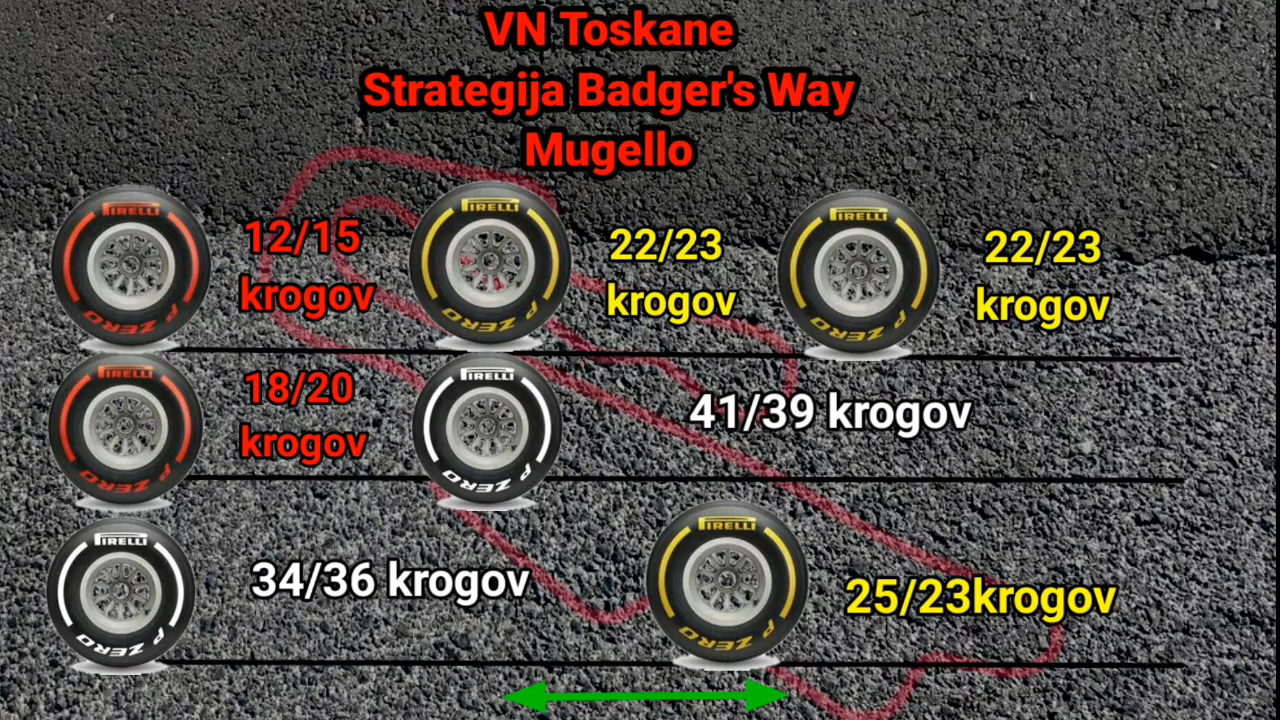 VN Toskane
Strategija Badger's Way
Mugello
PIRELLI
P ZERO
12/15
krogov
PIRELLI
P ZERO
22/23
krogov
PIRELLI
P ZERO
22/23
krogov
PIRELLI
P ZERO
18/20
krogov
PIRELLI
P ZERO
41/39 krogov
PIRELLI
P ZERO
34/36 krogov
PIRELLI
P ZERO
25/23krogov